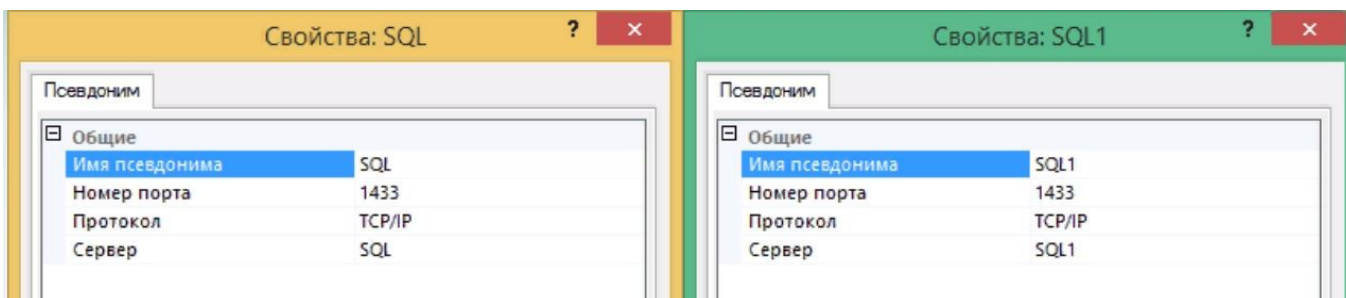 Свойства: SQL ? ×
Псевдоним
Общие
Имя псевдонима SQL
Номер порта 1433
Протокол TCP/IP
Сервер SQL
Свойства: SQL1 ? ×
Псевдоним
Общие
Имя псевдонима SQL1
Номер порта 1433
Протокол TCP/IP
Сервер SQL1